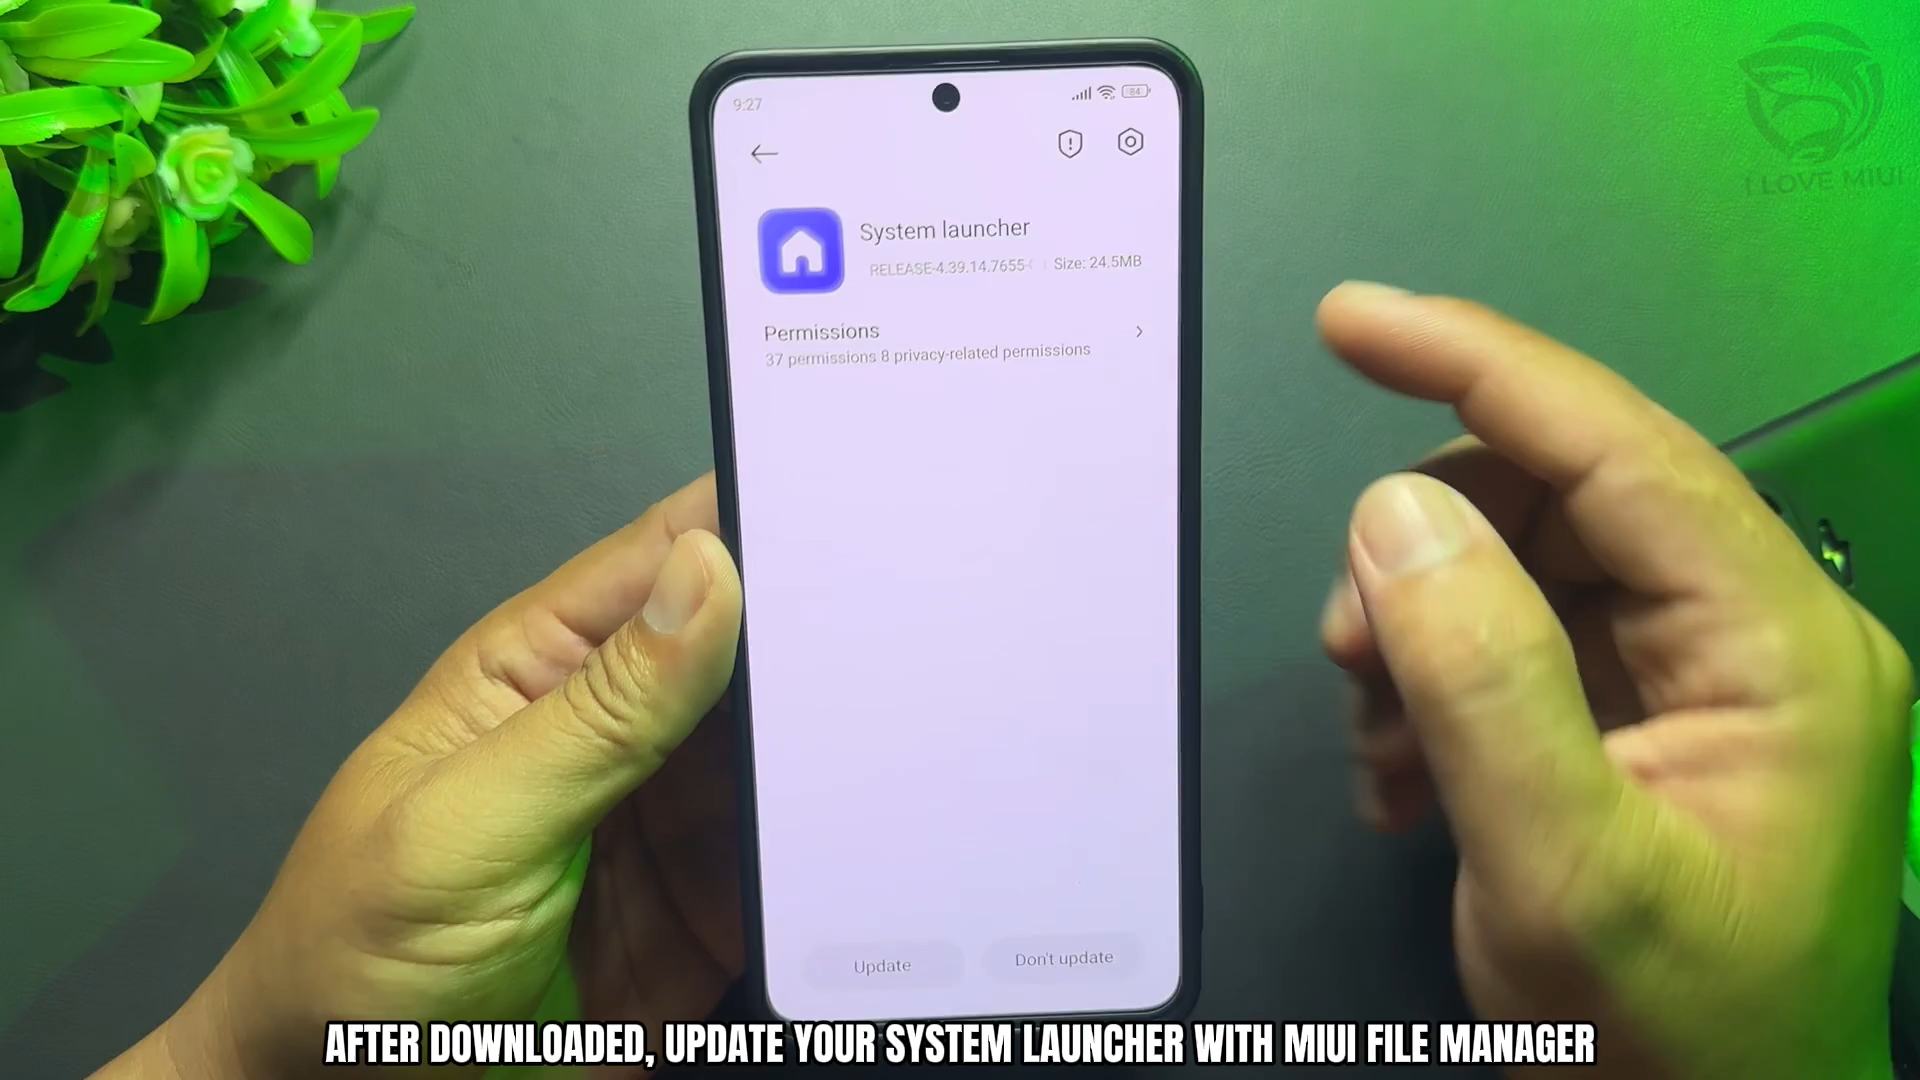 I LOVE MIUI
9:27
84
System launcher
RELEASE-4.39.14.7655- Size: 24.5MB
Permissions
37 permissions 8 privacy-related permissions
Update Don't update
AFTER DOWNLOADED, UPDATE YOUR SYSTEM LAUNCHER WITH MIUI FILE MANAGER